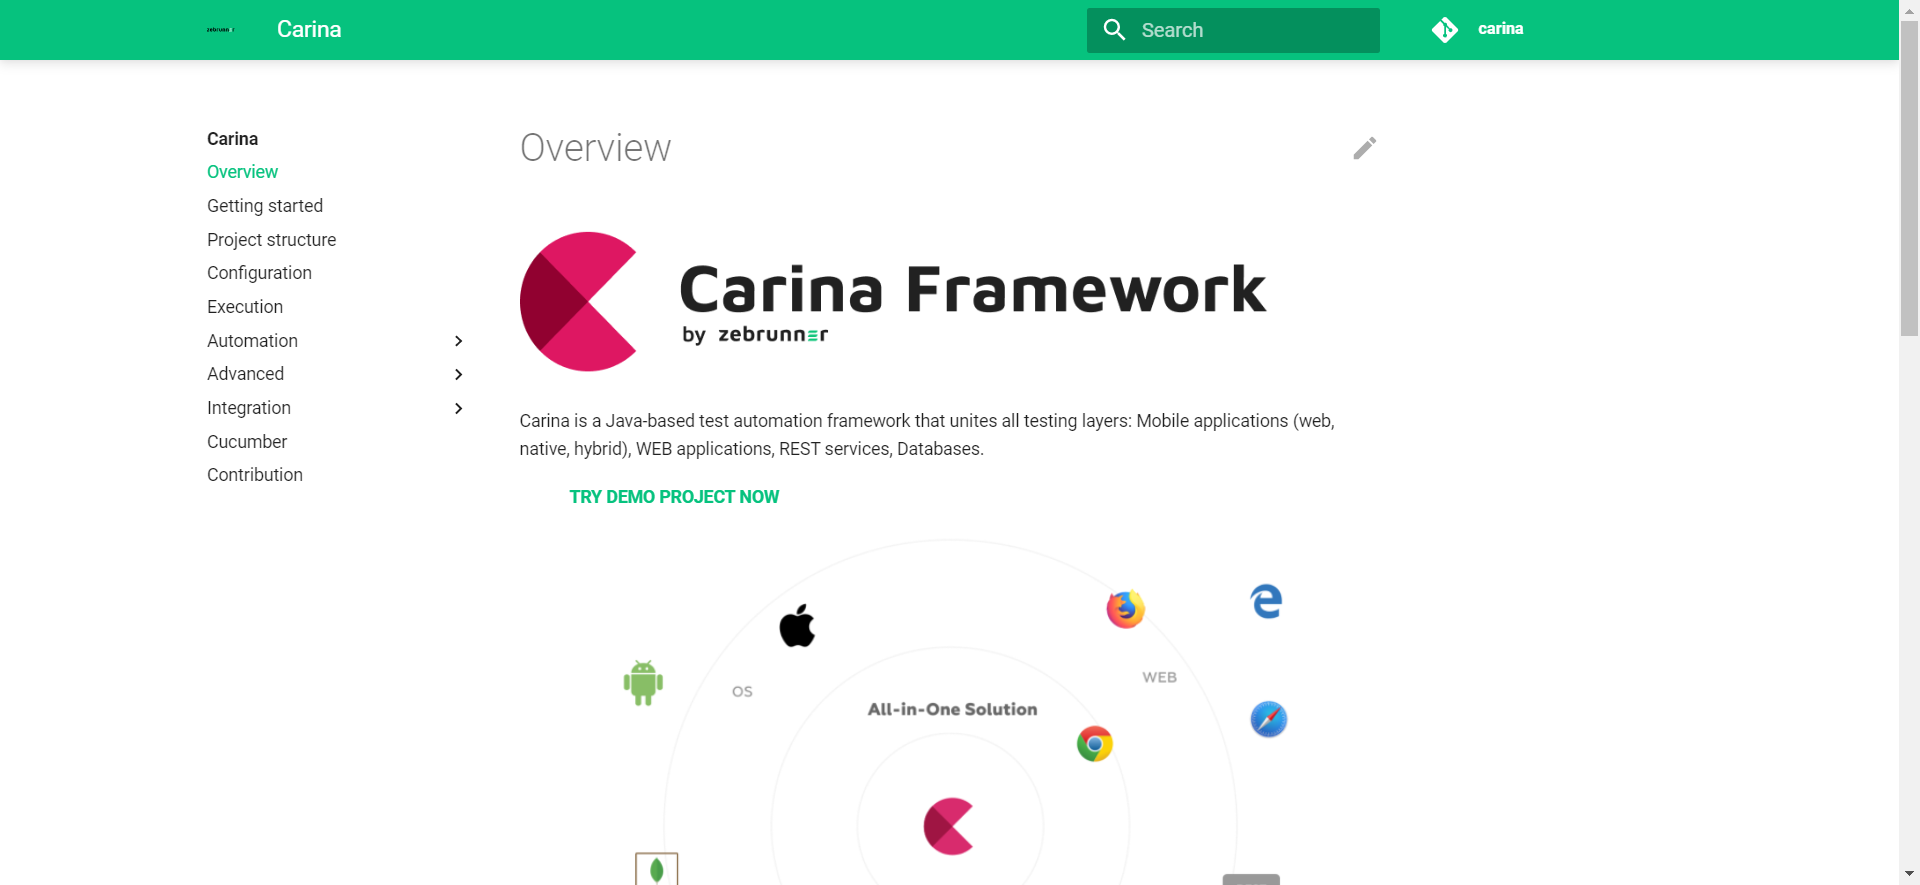 zebrunner
Carina
Search
carina
Carina
Overview
Getting started
Project structure
Configuration
Execution
Automation
Advanced
Integration
Cucumber
Contribution
Overview
Carina Framework
by zebrunner
Carina is a Java-based test automation framework that unites all testing layers: Mobile applications (web,
native, hybrid), WEB applications, REST services, Databases.
TRY DEMO PROJECT NOW
OS
WEB
All-in-One Solution